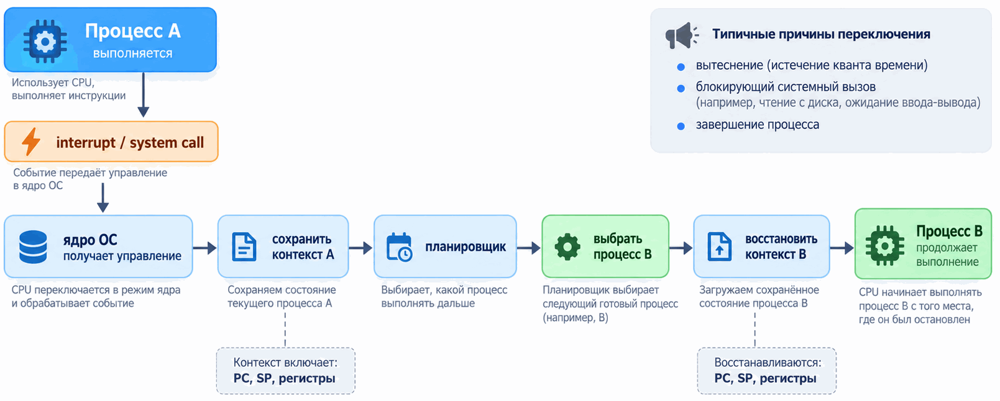 Процесс A
выполняется
Использует CPU,
выполняет инструкции
interrupt / system call
Событие передаёт управление
в ядро ОС
Типичные причины переключения
вытеснение (истечение кванта времени)
блокирующий системный вызов
(например, чтение с диска, ожидание ввода-вывода)
завершение процесса
ядро ОС
получает управление
CPU переключается в режим ядра
и обрабатывает событие
сохранить
контекст A
Сохраняем состояние
текущего процесса A
Контекст включает:
PC, SP, регистры
планировщик
Выбирает, какой процесс
выполнять дальше
выбрать
процесс B
Планировщик выбирает
следующий готовый процесс
(например, B)
восстановить
контекст B
Загружаем сохранённое
состояние процесса B
Восстанавливаются:
PC, SP, регистры
Процесс B
продолжает
выполнение
CPU начинает выполнять
процесс B с того места,
где он был остановлен